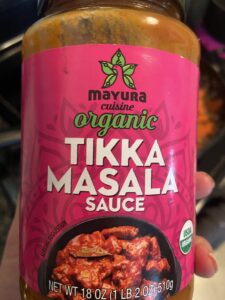 mayura
cuisine
organic
TIKKA
MASALA
SAUCE
USDA
ORGANIC
NET WT 18 OZ (1 LB 2 OZ) 510g